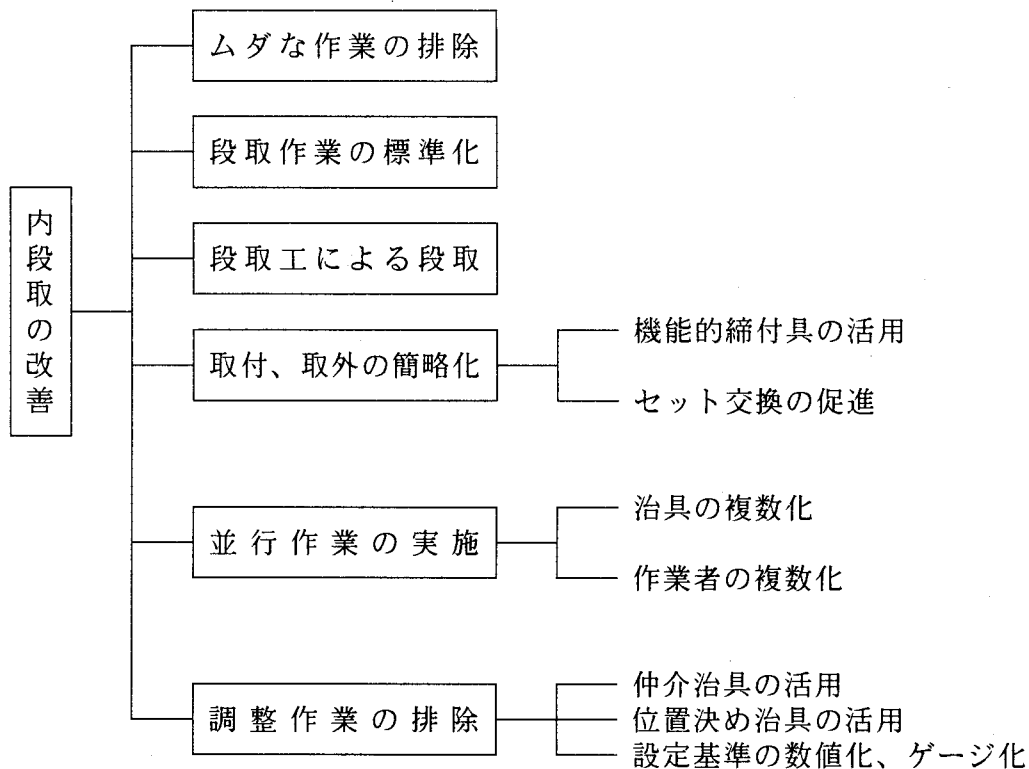 内段取の改善
ムダな作業の排除
段取作業の標準化
段取工による段取
取付、取外の簡略化
機能的締付具の活用
セット交換の促進
並行作業の実施
治具の複数化
作業者の複数化
調整作業の排除
仲介治具の活用
位置決め治具の活用
設定基準の数値化、ゲージ化